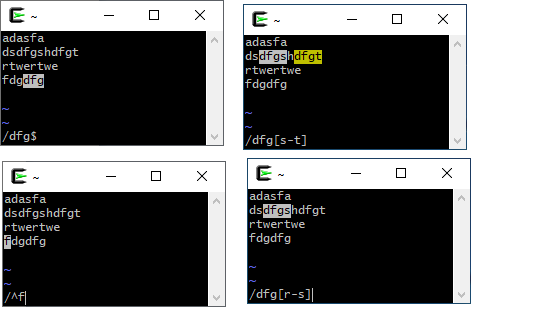 ~
adasfa
dsdfgshdfgt
rtwertwe
fdgdfg
~
~
/dfg$
~
adasfa
dsdfgshdfgt
rtwertwe
fdgdfg
~
~
/dfg[s-t]
~
adasfa
dsdfgshdfgt
rtwertwe
fdgdfg
~
~
/^f
~
adasfa
dsdfgshdfgt
rtwertwe
fdgdfg
~
~
/dfg[r-s]